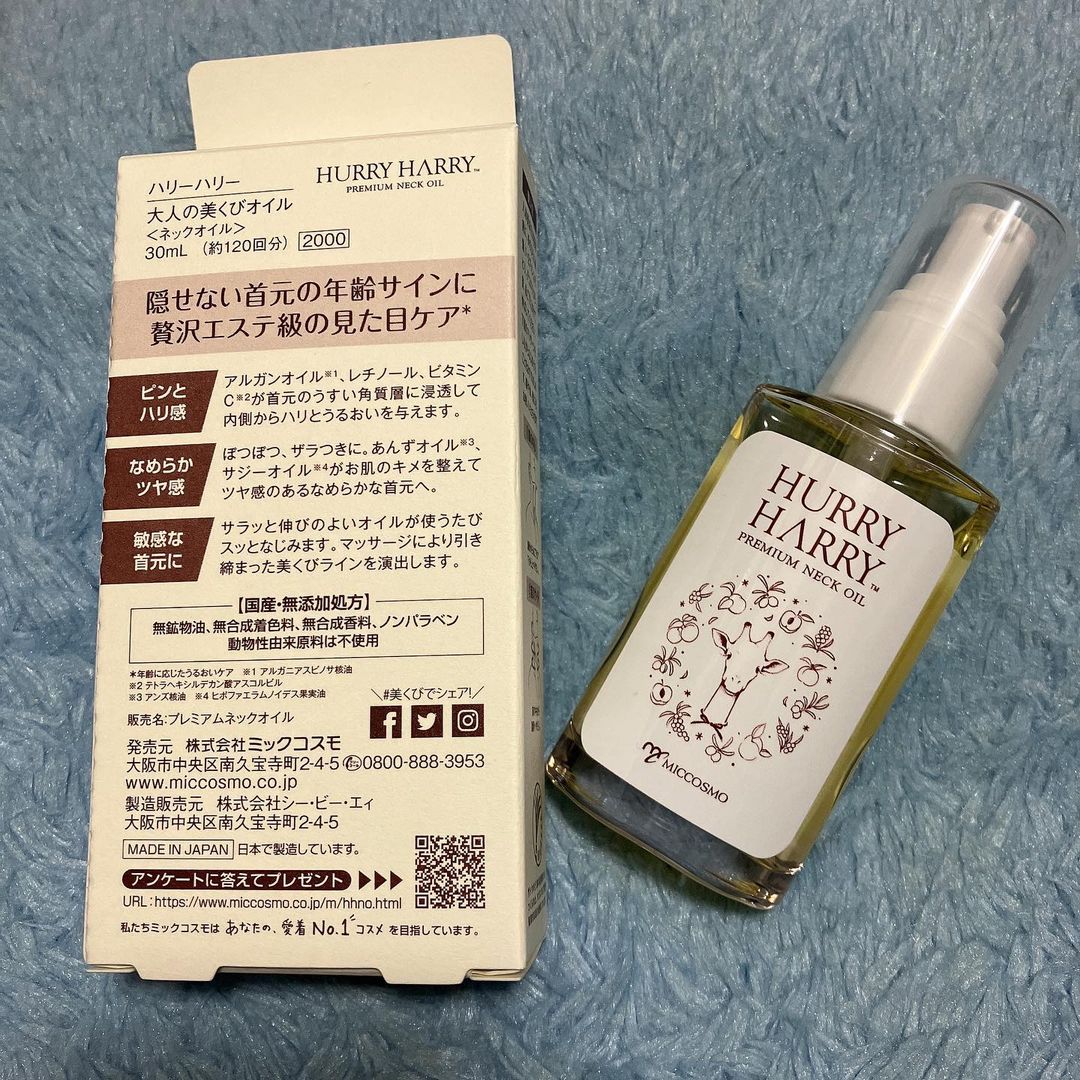 ハリーハリー
HURRY HARRY™
PREMIUM NECK OIL
大人の美くびオイル
<ネックオイル>
30mL (約120回分) 2000
隠せない首元の年齢サインに
贅沢エステ級の見た目ケア*
ピンと
ハリ感
アルガンオイル※1、レチノール、ビタミン
C※2が首元のうすい角質層に浸透して
内側からハリとうるおいを与えます。
なめらか
ツヤ感
ぽつぽつ、ザラつきに。あんずオイル※3、
サジーオイル※4がお肌のキメを整えて
ツヤ感のあるなめらかな首元へ。
敏感な
首元に
サラッと伸びのよいオイルが使うたび
スッとなじみます。マッサージにより引き
締まった美くびラインを演出します。
【国産・無添加処方】
無鉱物油、無合成着色料、無合成香料、ノンパラベン
動物性由来原料は不使用
*年齢に応じたうるおいケア ※1 アルガニアスピノサ核油
※2 テトラヘキシルデカン酸アスコルビル
※3 アンズ核油 ※4 ヒポファエラムノイデス果実油
\#美くびでシェア!/
販売名:プレミアムネックオイル
発売元 株式会社ミックコスモ
大阪市中央区南久宝寺町2-4-5 0800-888-3953
www.miccosmo.co.jp
製造販売元 株式会社シー・ビー・エィ
大阪市中央区南久宝寺町2-4-5
MADE IN JAPAN 日本で製造しています。
アンケートに答えてプレゼント
URL:https://www.miccosmo.co.jp/m/hhno.html
私たちミックコスモは あなたの、愛着 No.1 コスメ を目指しています。
HURRY
HARRY™
PREMIUM NECK OIL
MICCOSMO